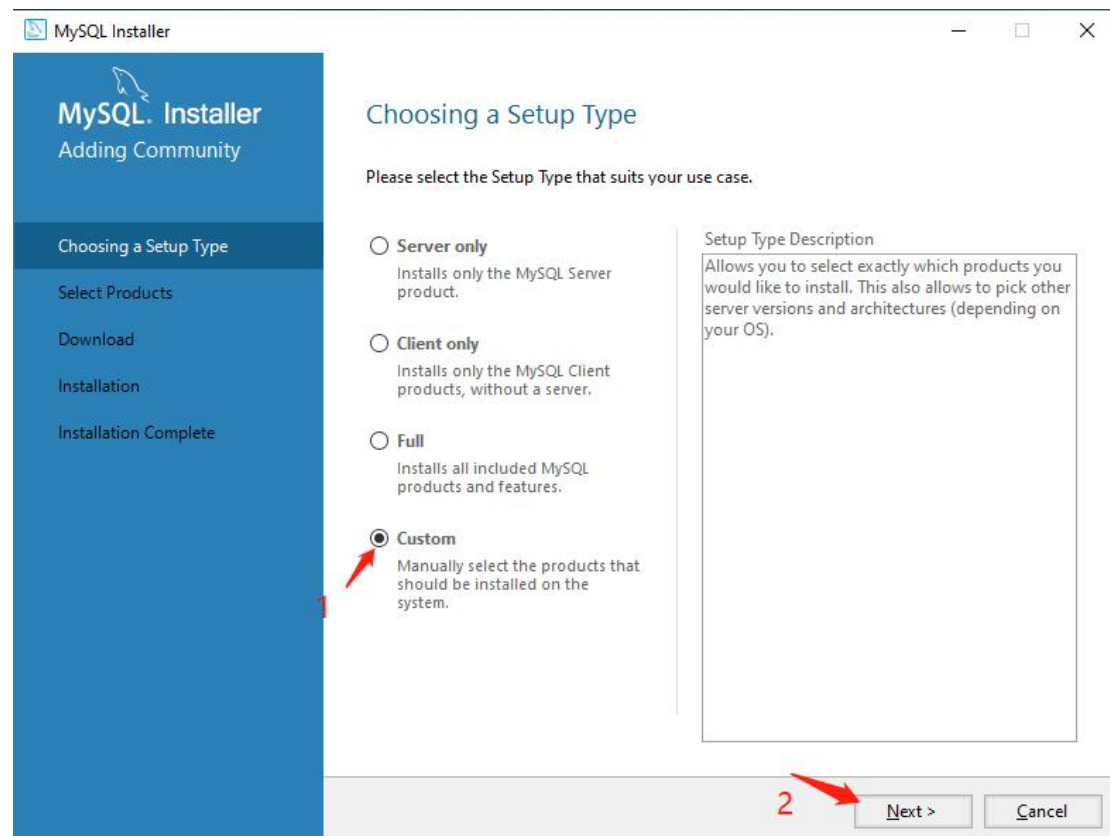 MySQL Installer
MySQL. Installer
Adding Community
Choosing a Setup Type
Select Products
Download
Installation
Installation Complete
Choosing a Setup Type
Please select the Setup Type that suits your use case.
Server only
Installs only the MySQL Server
product.
Client only
Installs only the MySQL Client
products, without a server.
Full
Installs all included MySQL
products and features.
Custom
Manually select the products that
should be installed on the
system.
1
Setup Type Description
Allows you to select exactly which products you
would like to install. This also allows to pick other
server versions and architectures (depending on
your OS).
2
Next >
Cancel